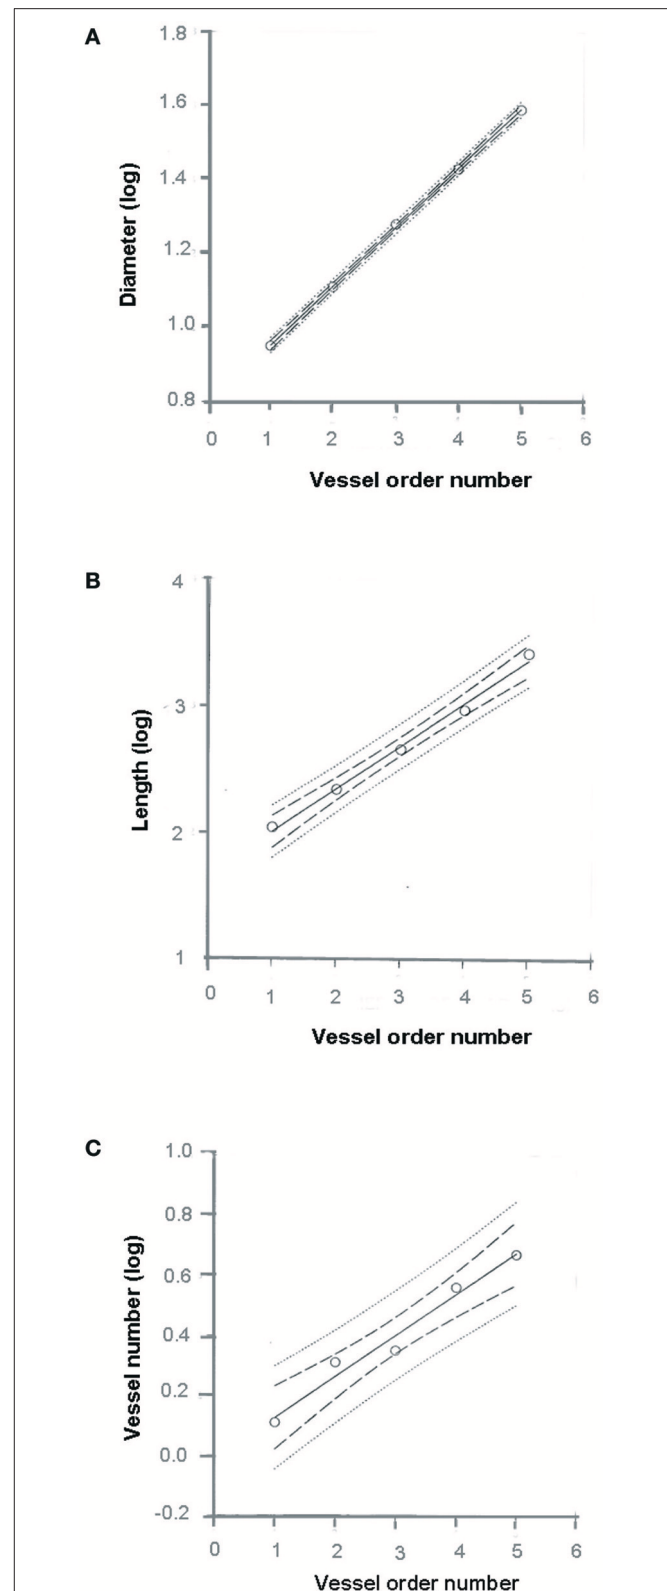 A
1.8
1.6
1.4
1.2
1.0
0.8
Diameter (log)
0 1 2 3 4 5 6
Vessel order number
B
4
3
2
1
Length (log)
0 1 2 3 4 5 6
Vessel order number
C
1.0
0.8
0.6
0.4
0.2
0.0
-0.2
Vessel number (log)
0 1 2 3 4 5 6
Vessel order number